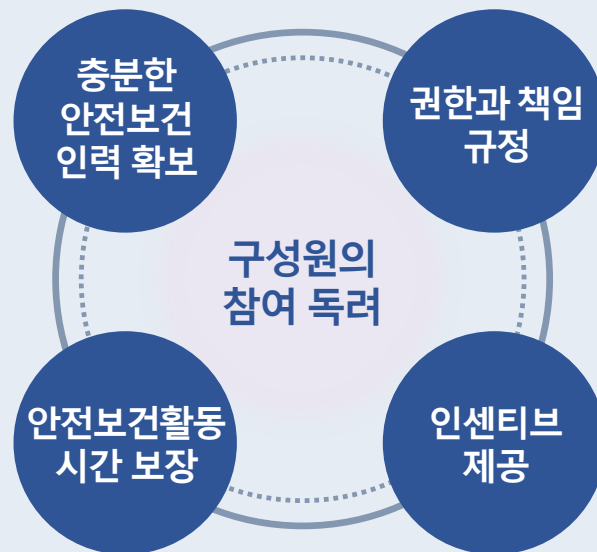 충분한
안전보건
인력 확보
권한과 책임
규정
구성원의
참여 독려
안전보건활동
시간 보장
인센티브
제공